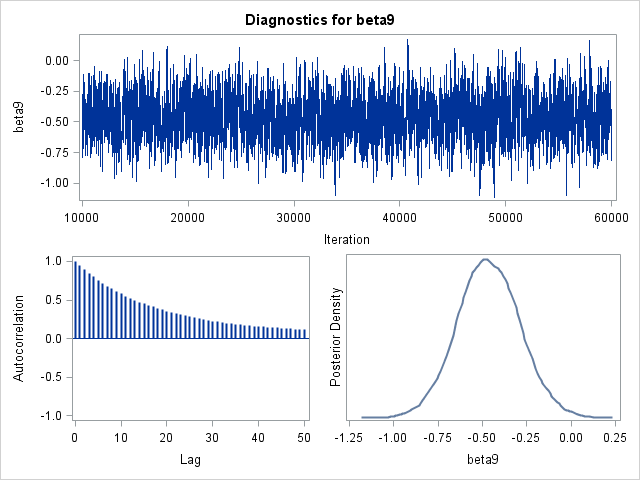 Diagnostics for beta9
beta9
0.00
-0.25
-0.50
-0.75
-1.00
10000 20000 30000 40000 50000 60000
Iteration
Autocorrelation
1.0
0.5
0.0
-0.5
-1.0
0 10 20 30 40 50
Lag
Posterior Density
-1.25 -1.00 -0.75 -0.50 -0.25 0.00 0.25
beta9